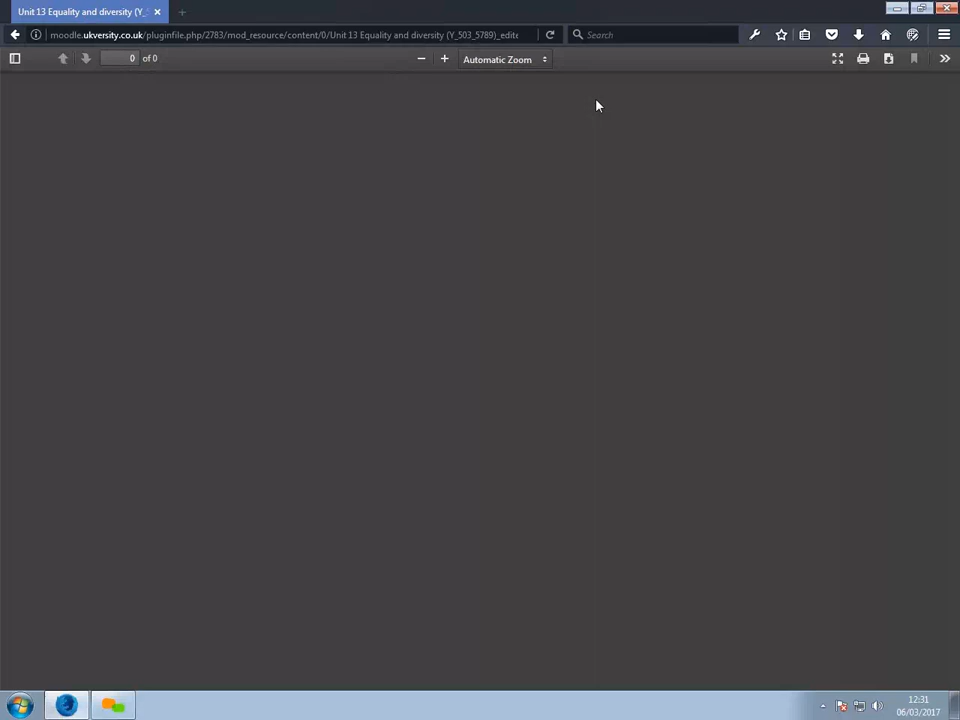 Unit 13 Equality and diversity (Y_
moodle.ukversity.co.uk/pluginfile.php/2783/mod_resource/content/0/Unit 13 Equality and diversity (Y_503_5789)_edite
Search
0 of 0
Automatic Zoom
12:31
06/03/2017